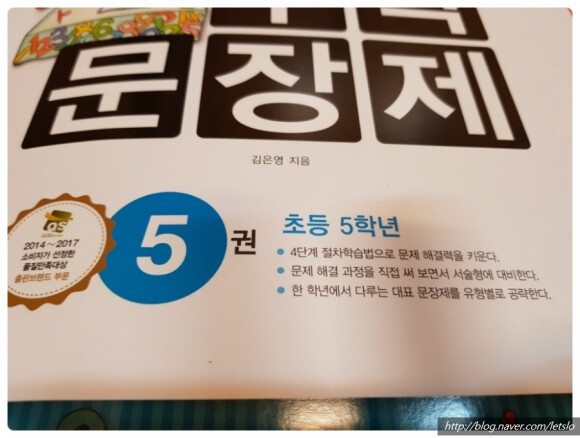 문장제
김은영 지음
QS
2014~2017
소비자가 선정한
품질만족대상
출판브랜드 부문
5권
초등 5학년
• 4단계 절차학습법으로 문제 해결력을 키운다.
• 문제 해결 과정을 직접 써 보면서 서술형에 대비한다.
• 한 학년에서 다루는 대표 문장제를 유형별로 공략한다.
http://blog.naver.com/letslo